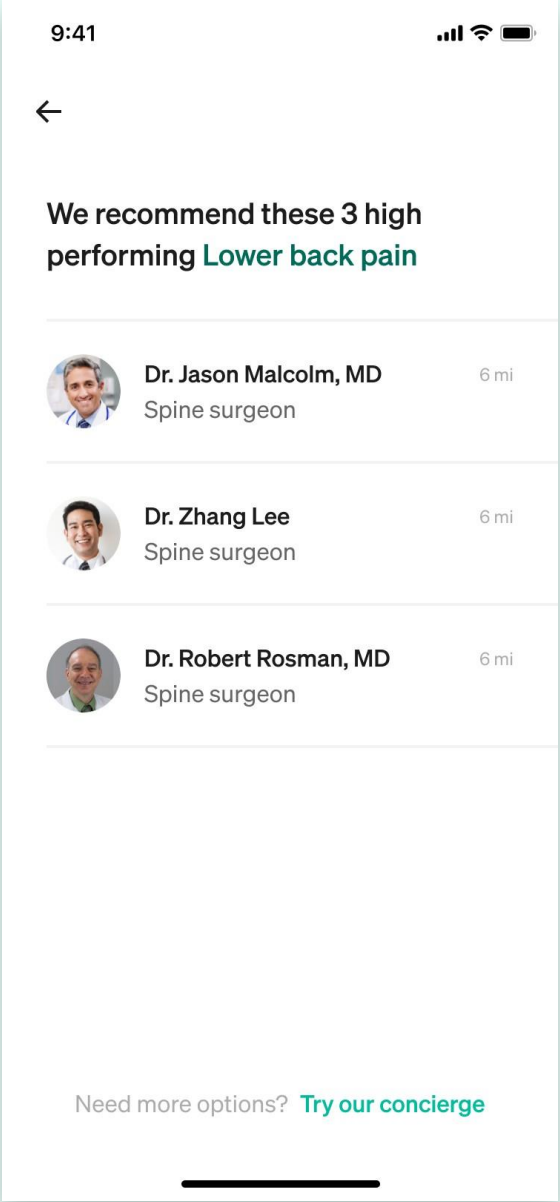 9:41
We recommend these 3 high
performing Lower back pain
Dr. Jason Malcolm, MD
6 mi
Spine surgeon
Dr. Zhang Lee
6 mi
Spine surgeon
Dr. Robert Rosman, MD
6 mi
Spine surgeon
Need more options? Try our concierge